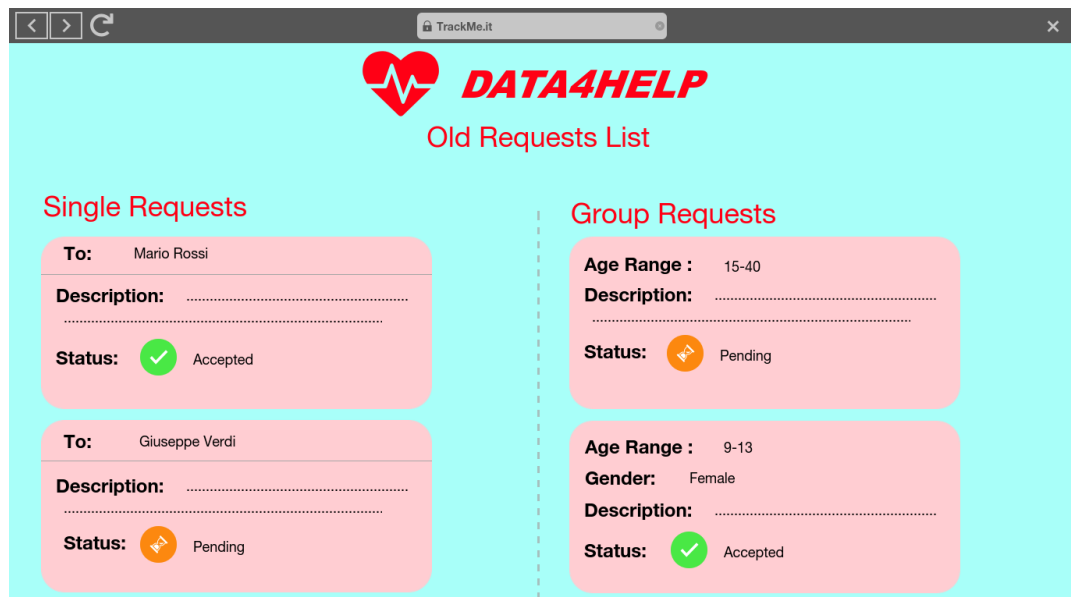 TrackMe.it
DATA4HELP
Old Requests List
Single Requests
To: Mario Rossi
Description: ..........................................................
....................................................................................
Status: Accepted
To: Giuseppe Verdi
Description: ..........................................................
....................................................................................
Status: Pending
Group Requests
Age Range : 15-40
Description: ..........................................................
....................................................................................
Status: Pending
Age Range : 9-13
Gender: Female
Description: ..........................................................
Status: Accepted